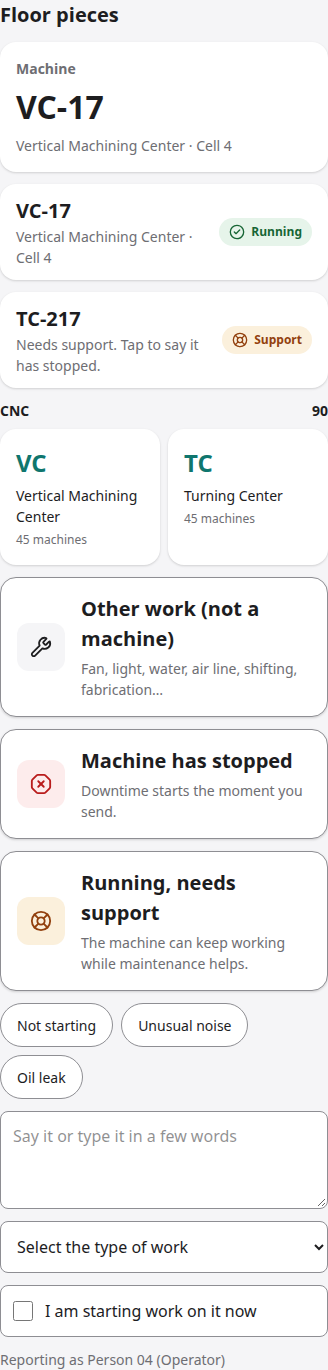 Floor pieces
Machine
VC-17
Vertical Machining Center · Cell 4
VC-17
Vertical Machining Center ·
Cell 4
Running
TC-217
Needs support. Tap to say it
has stopped.
Support
CNC
90
VC
Vertical Machining
Center
45 machines
TC
Turning Center
45 machines
Other work (not a
machine)
Fan, light, water, air line, shifting,
fabrication…
Machine has stopped
Downtime starts the moment you
send.
Running, needs
support
The machine can keep working
while maintenance helps.
Not starting
Unusual noise
Oil leak
Say it or type it in a few words
Select the type of work
I am starting work on it now
Reporting as Person 04 (Operator)